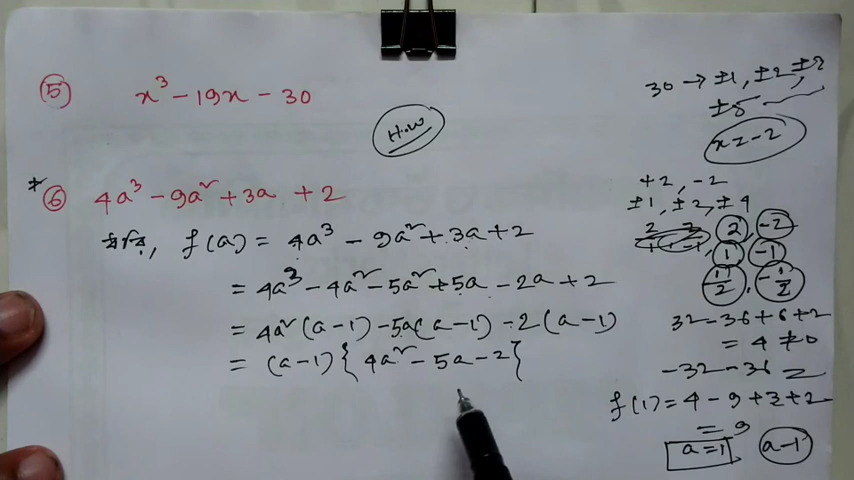 ⑤ x³ - 19x - 30
H.W
* ⑥ 4a³ - 9a² + 3a + 2
ধরি, f(a) = 4a³ - 9a² + 3a + 2
= 4a³ - 4a² - 5a² + 5a - 2a + 2
= 4a²(a-1) - 5a(a-1) - 2(a-1)
= (a-1) { 4a² - 5a - 2 }
30 → ±1, ±2, ±3
±5
x = -2
+2, -2
±1, ±2, ±4
2, -2
1, -1
1/2, -1/2
32 - 36 + 6 + 2
= 4 ≠ 0
-32 - 36 =
f(1) = 4 - 9 + 3 + 2
a = 1, a-1